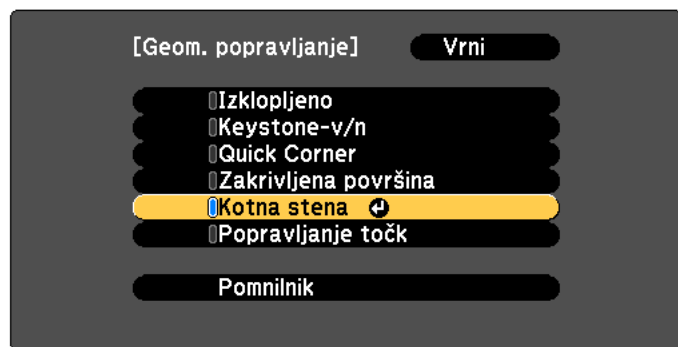 [Geom. popravljanje] Vrni
Izklopljeno
Keystone-v/n
Quick Corner
Zakrivljena površina
Kotna stena
Popravljanje točk
Pomnilnik